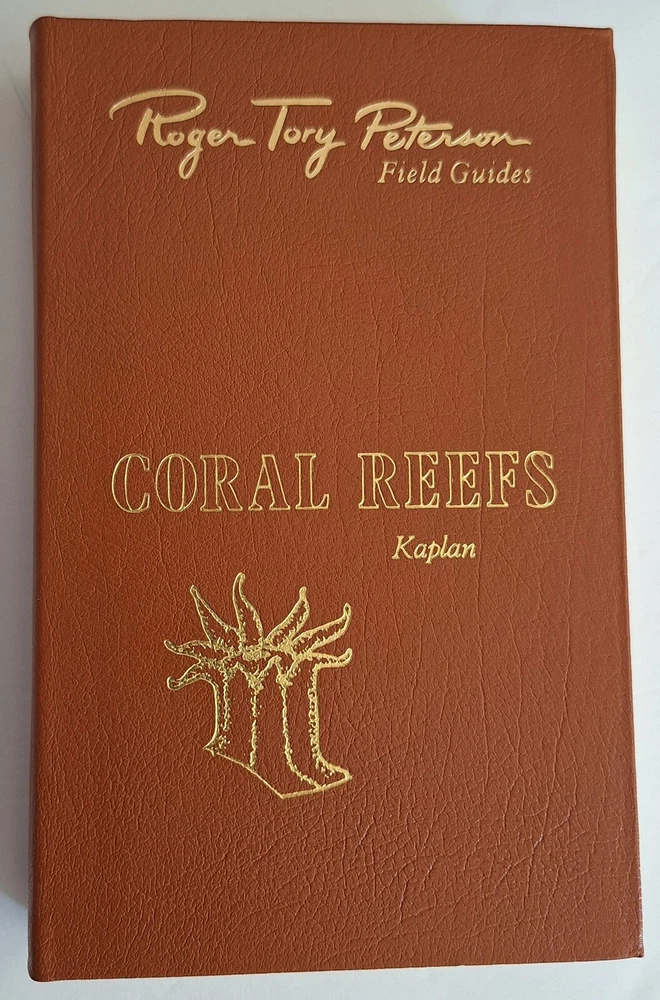 Roger Tory Peterson
Field Guides
CORAL REEFS
Kaplan